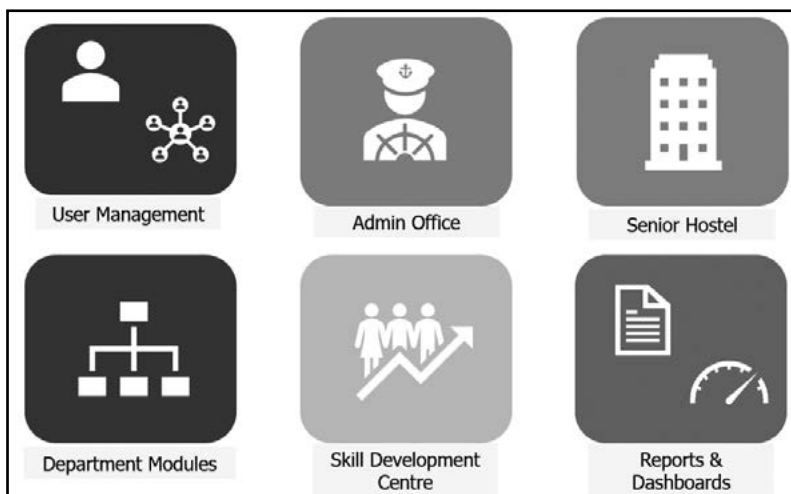 User Management
Admin Office
Senior Hostel
Department Modules
Skill Development
Centre
Reports &
Dashboards